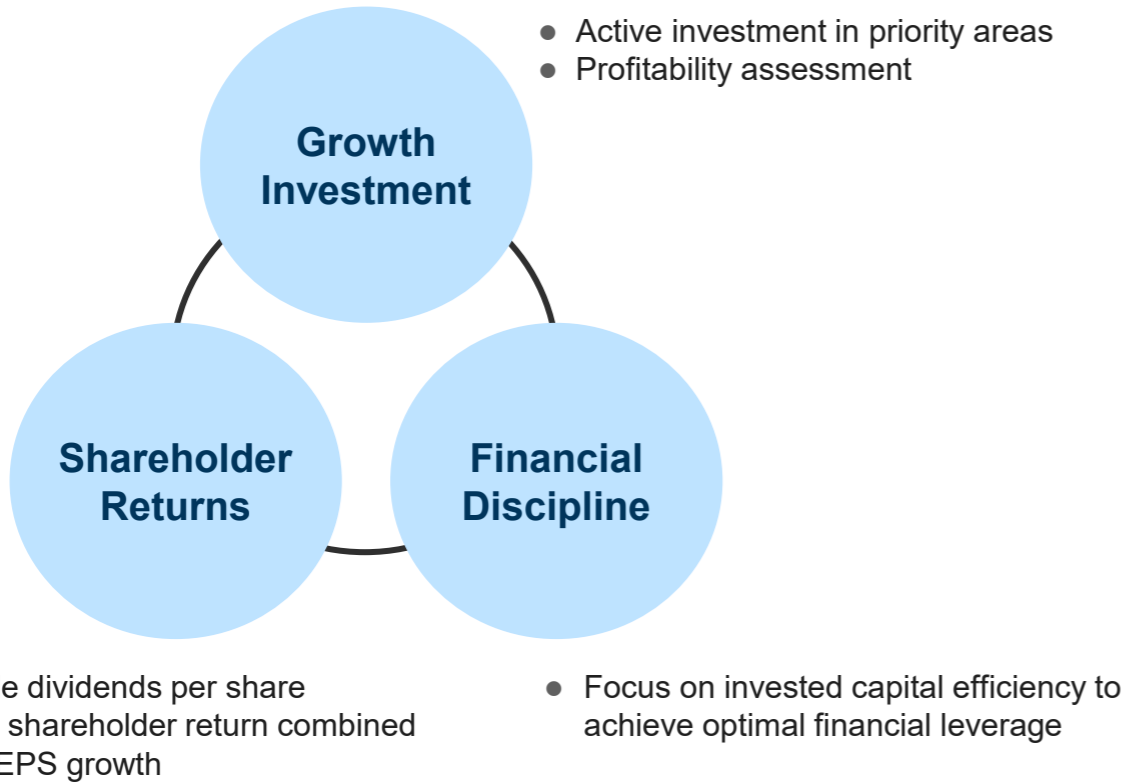 ● Active investment in priority areas
● Profitability assessment
Growth
Investment
Shareholder
Returns
Financial
Discipline
dividends per share
shareholder return combined
EPS growth
● Focus on invested capital efficiency to
achieve optimal financial leverage